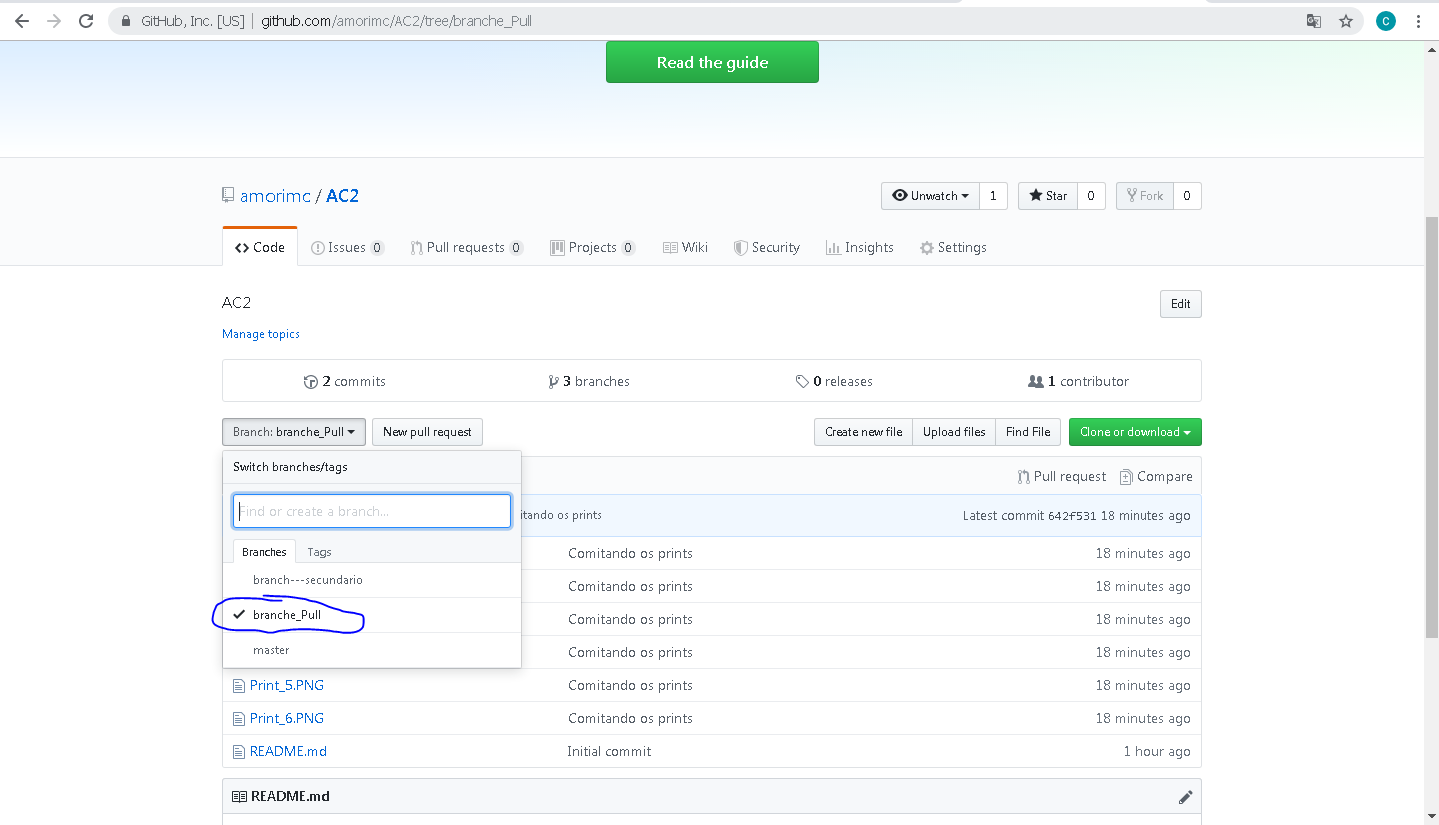 GitHub, Inc. [US] | github.com/amorimc/AC2/tree/branche_Pull
C
Read the guide
amorimc / AC2
Unwatch 1 Star 0 Fork 0
Code Issues 0 Pull requests 0 Projects 0 Wiki Security Insights Settings
AC2 Edit
Manage topics
2 commits 3 branches 0 releases 1 contributor
Branch: branche_Pull New pull request Create new file Upload files Find File Clone or download
Switch branches/tags
Pull request Compare
Find or create a branch...
itando os prints Latest commit 642f531 18 minutes ago
Branches Tags
Comitando os prints 18 minutes ago
branch---secundario
Comitando os prints 18 minutes ago
branche_Pull
Comitando os prints 18 minutes ago
master
Comitando os prints 18 minutes ago
Print_5.PNG Comitando os prints 18 minutes ago
Print_6.PNG Comitando os prints 18 minutes ago
README.md Initial commit 1 hour ago
README.md